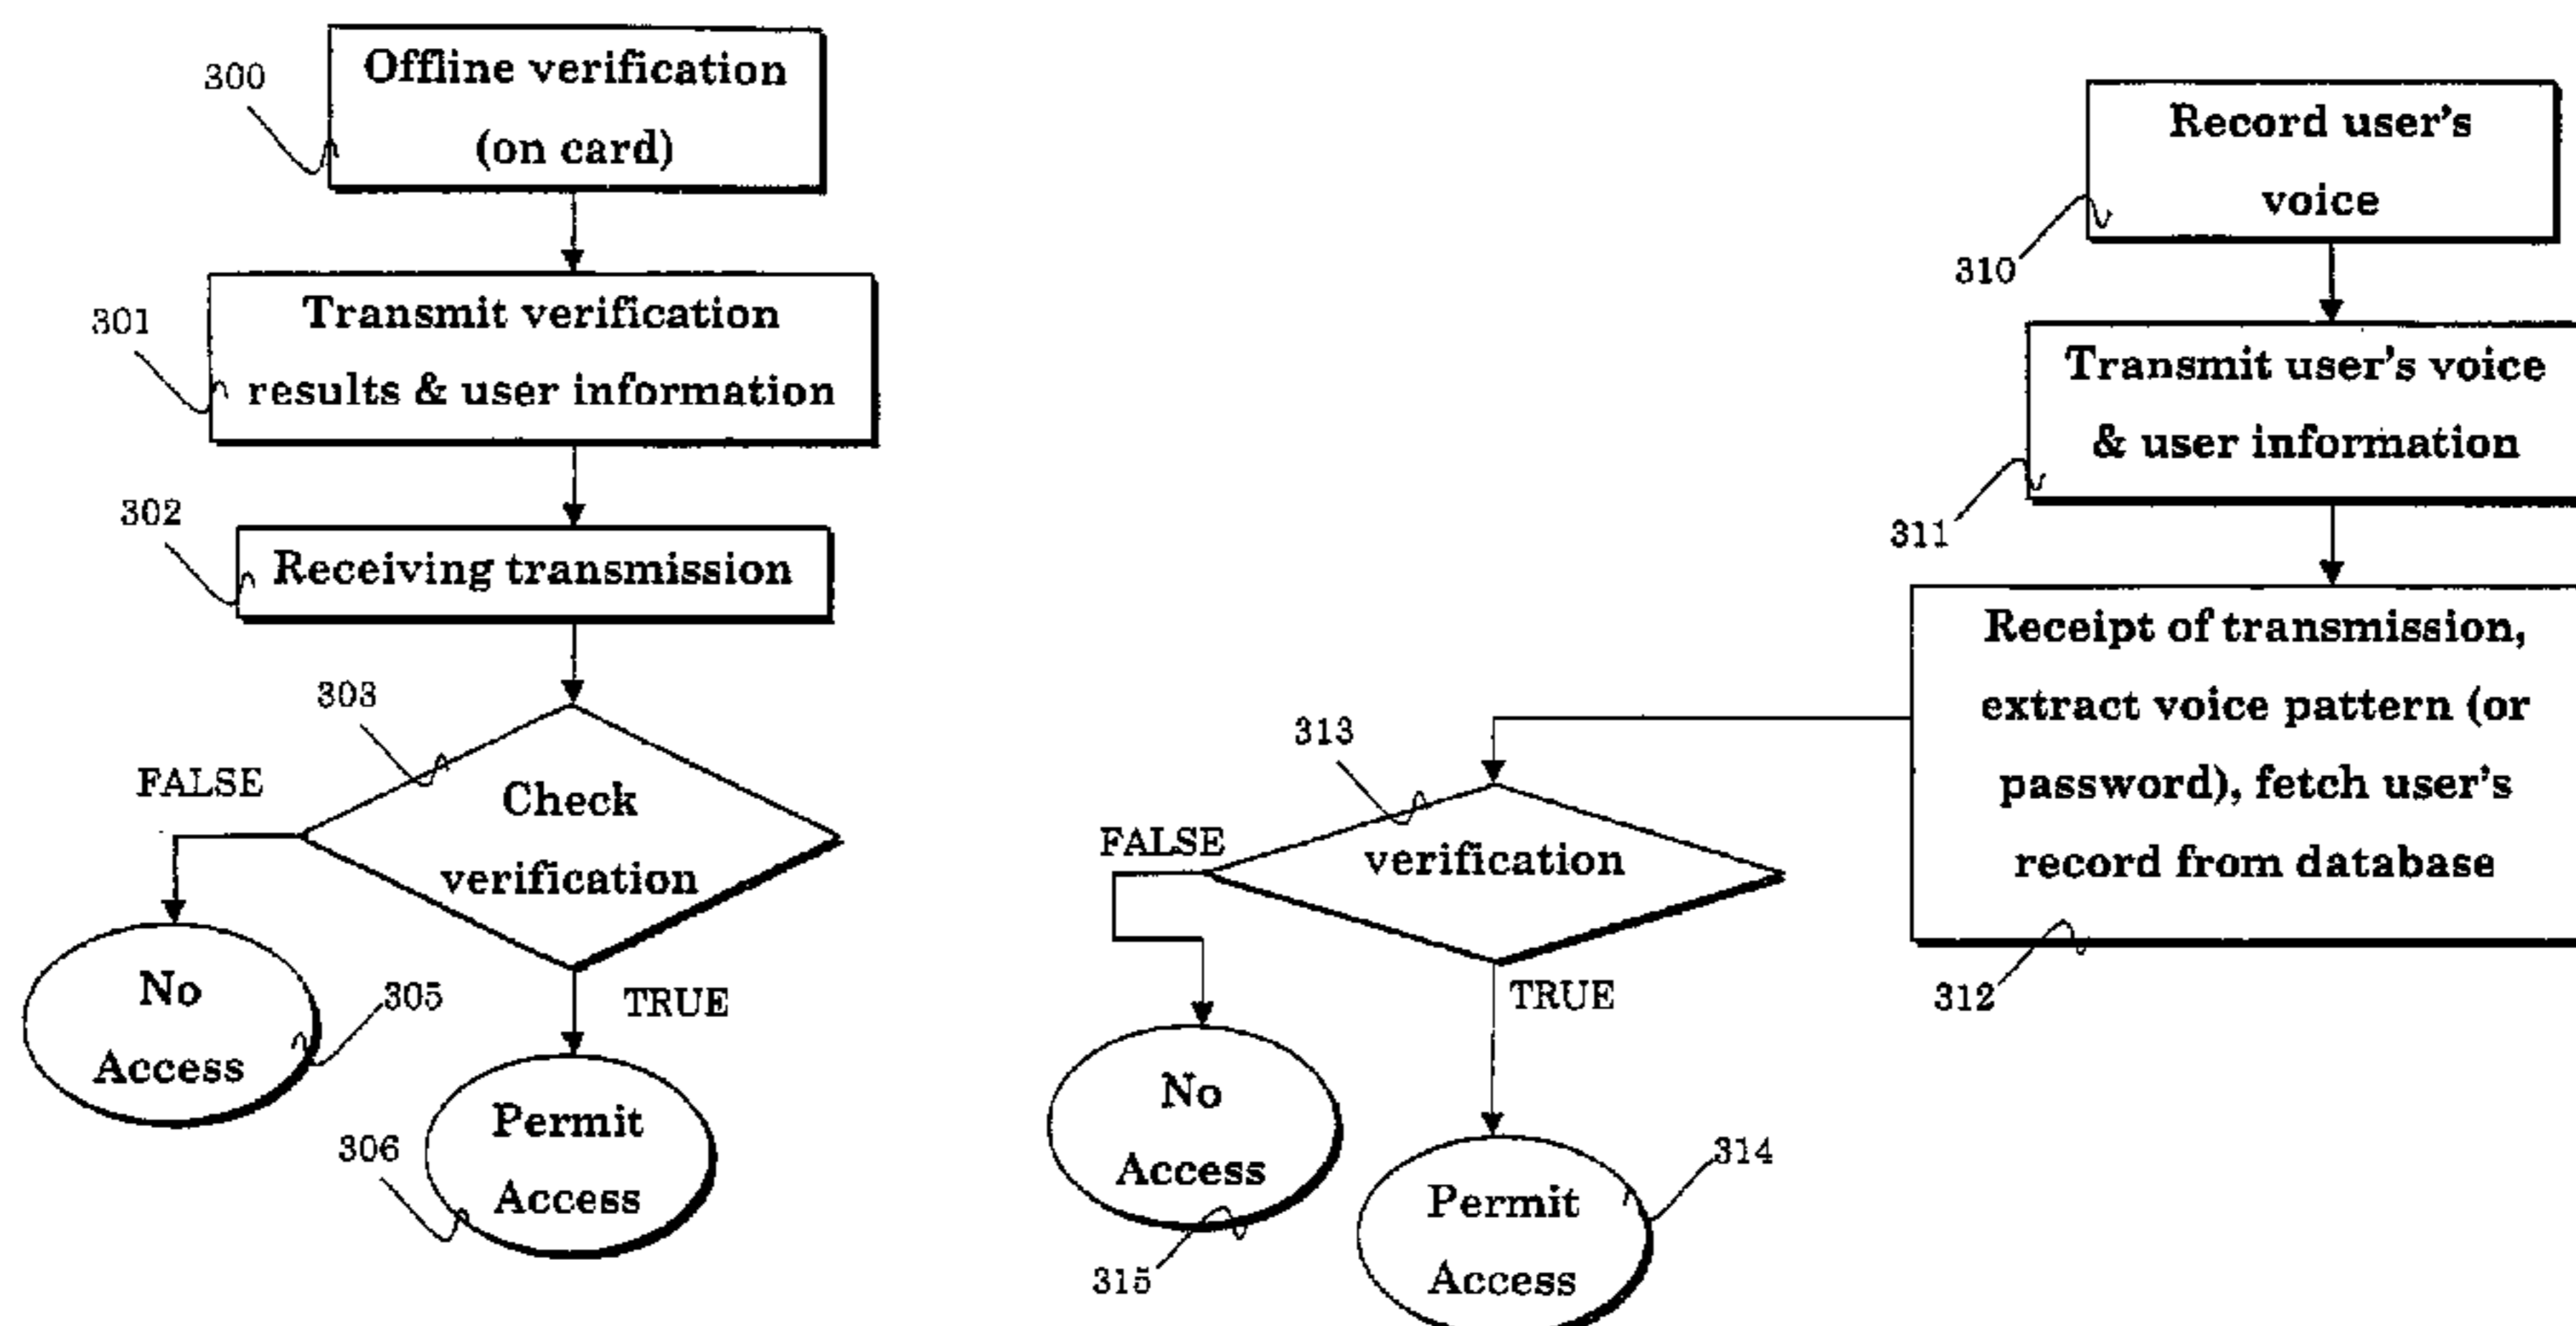 300
Offline verification
(on card)
301
Transmit verification
results & user information
302
Receiving transmission
303
Check
verification
FALSE
No
Access
305
TRUE
306
Permit
Access
Record user's
voice
310
Transmit user's voice
& user information
311
Receipt of transmission,
extract voice pattern (or
password), fetch user's
record from database
312
313
verification
FALSE
No
Access
315
TRUE
Permit
Access
314